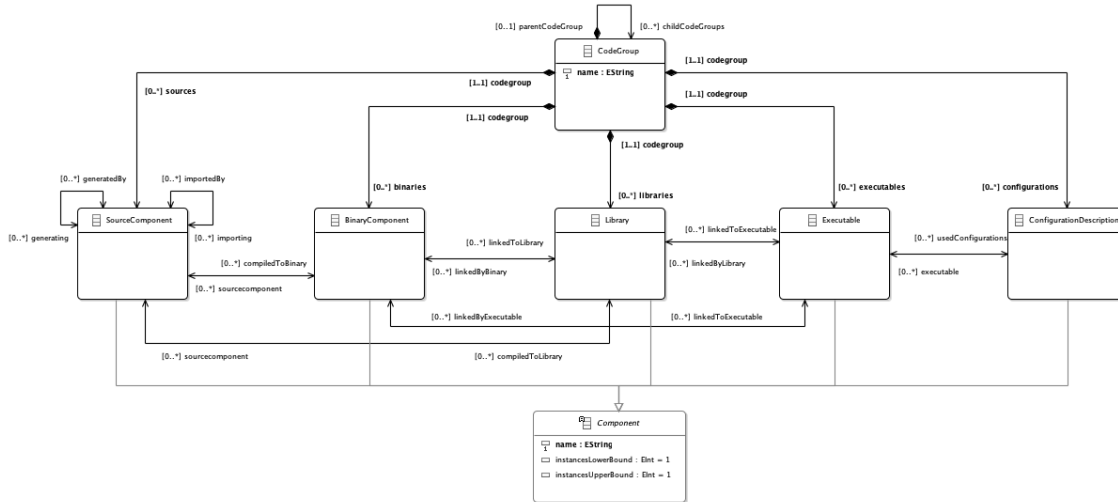 [0..1] parentCodeGroup
[0..*] childCodeGroups
CodeGroup
1 name : EString
[1..1] codegroup
[1..1] codegroup
[0..*] sources
[1..1] codegroup
[1..1] codegroup
[1..1] codegroup
[0..*] generatedBy
[0..*] importedBy
[0..*] binaries
[0..*] libraries
[0..*] executables
[0..*] configurations
SourceComponent
BinaryComponent
Library
Executable
ConfigurationDescription
[0..*] generating
[0..*] importing
[0..*] linkedToLibrary
[0..*] linkedToExecutable
[0..*] usedConfigurations
[0..*] compiledToBinary
[0..*] linkedByBinary
[0..*] linkedByLibrary
[0..*] executable
[0..*] sourcecomponent
[0..*] linkedByExecutable
[0..*] linkedToExecutable
[0..*] sourcecomponent
[0..*] compiledToLibrary
Component
1 name : EString
instancesLowerBound : EInt = 1
instancesUpperBound : EInt = 1